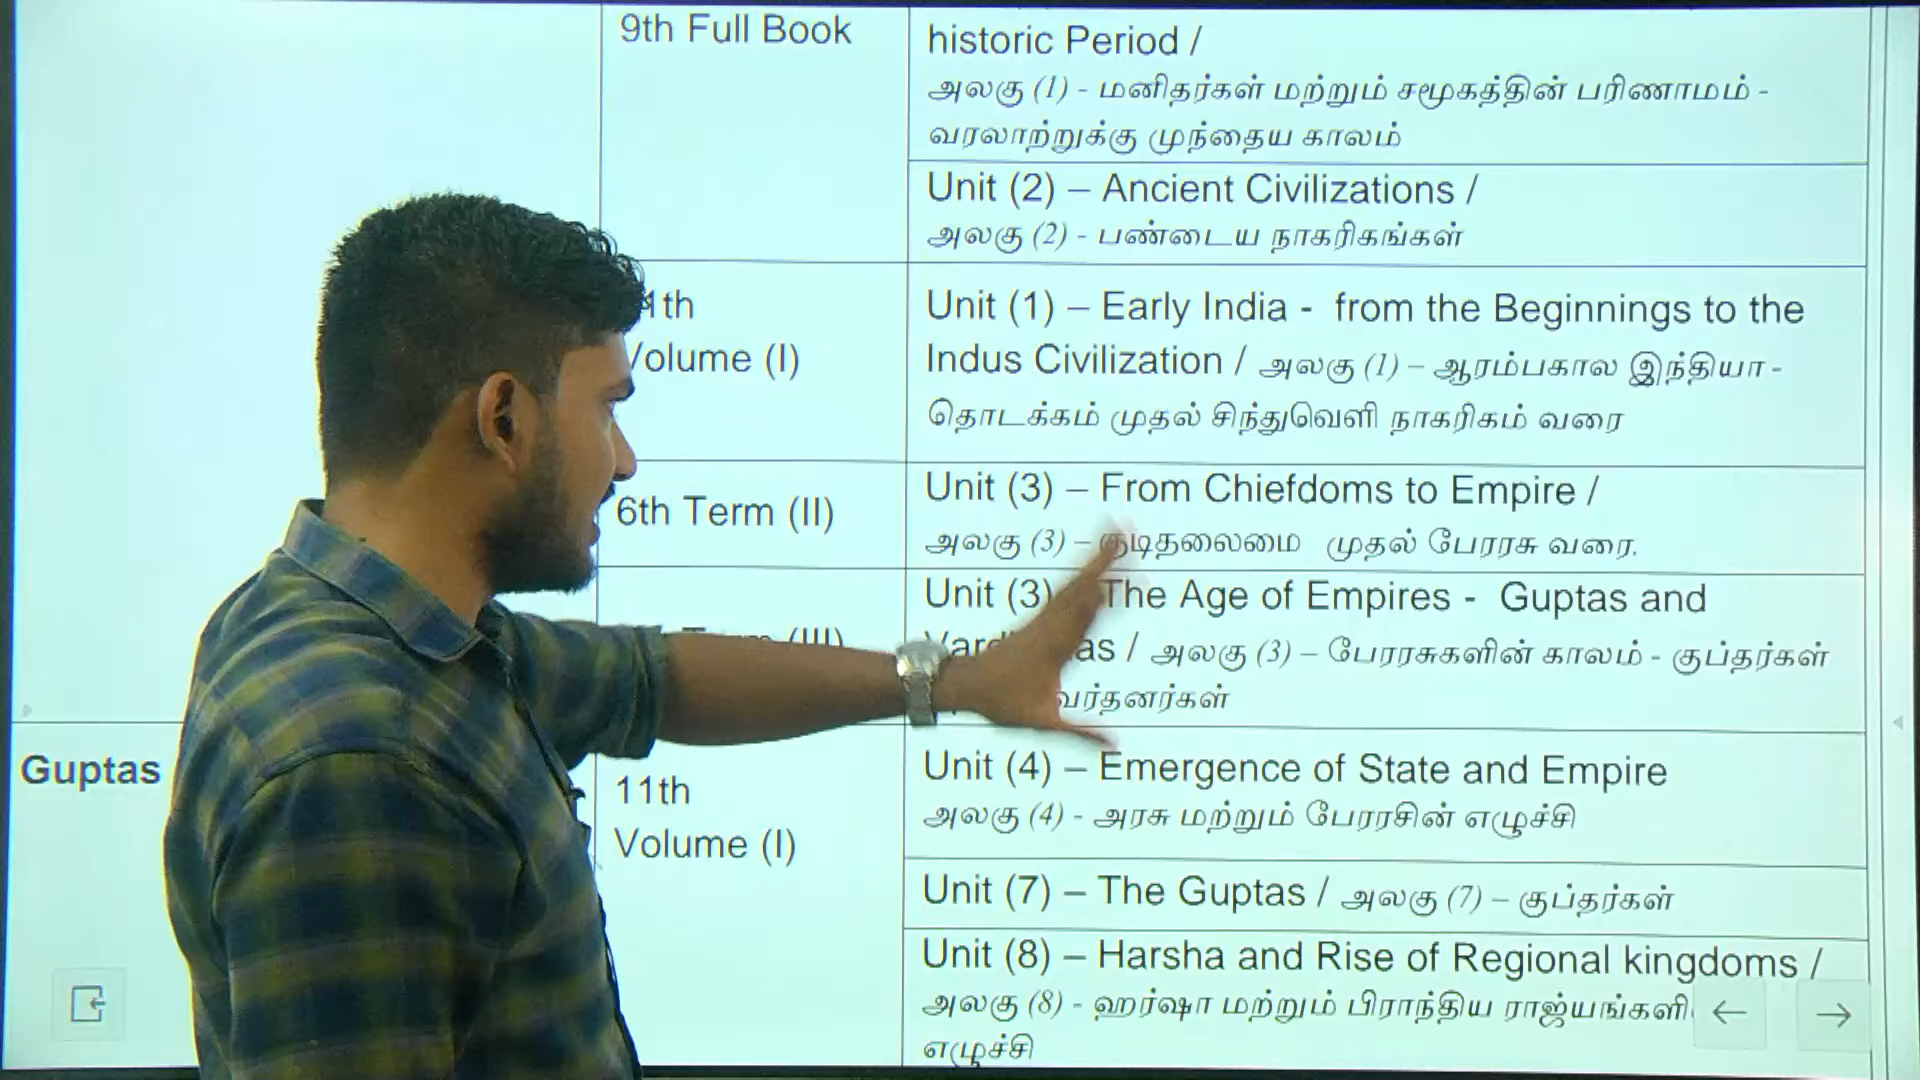 9th Full Book
historic Period /
அலகு (1) - மனிதர்கள் மற்றும் சமூகத்தின் பரிணாமம் -
வரலாற்றுக்கு முந்தைய காலம்
Unit (2) – Ancient Civilizations /
அலகு (2) - பண்டைய நாகரிகங்கள்
1th
Volume (I)
Unit (1) – Early India - from the Beginnings to the
Indus Civilization / அலகு (1) – ஆரம்பகால இந்தியா -
தொடக்கம் முதல் சிந்துவெளி நாகரிகம் வரை
6th Term (II)
Unit (3) – From Chiefdoms to Empire /
அலகு (3) – குடிதலைமை முதல் பேரரசு வரை.
Term (III)
Unit (3) The Age of Empires - Guptas and
/ அலகு (3) – பேரரசுகளின் காலம் - குப்தர்கள்
வர்தனர்கள்
Guptas
11th
Volume (I)
Unit (4) – Emergence of State and Empire
அலகு (4) - அரசு மற்றும் பேரரசின் எழுச்சி
Unit (7) – The Guptas / அலகு (7) – குப்தர்கள்
Unit (8) – Harsha and Rise of Regional kingdoms /
அலகு (8) - ஹர்ஷா மற்றும் பிராந்திய ராஜ்யங்களி
எழுச்சி